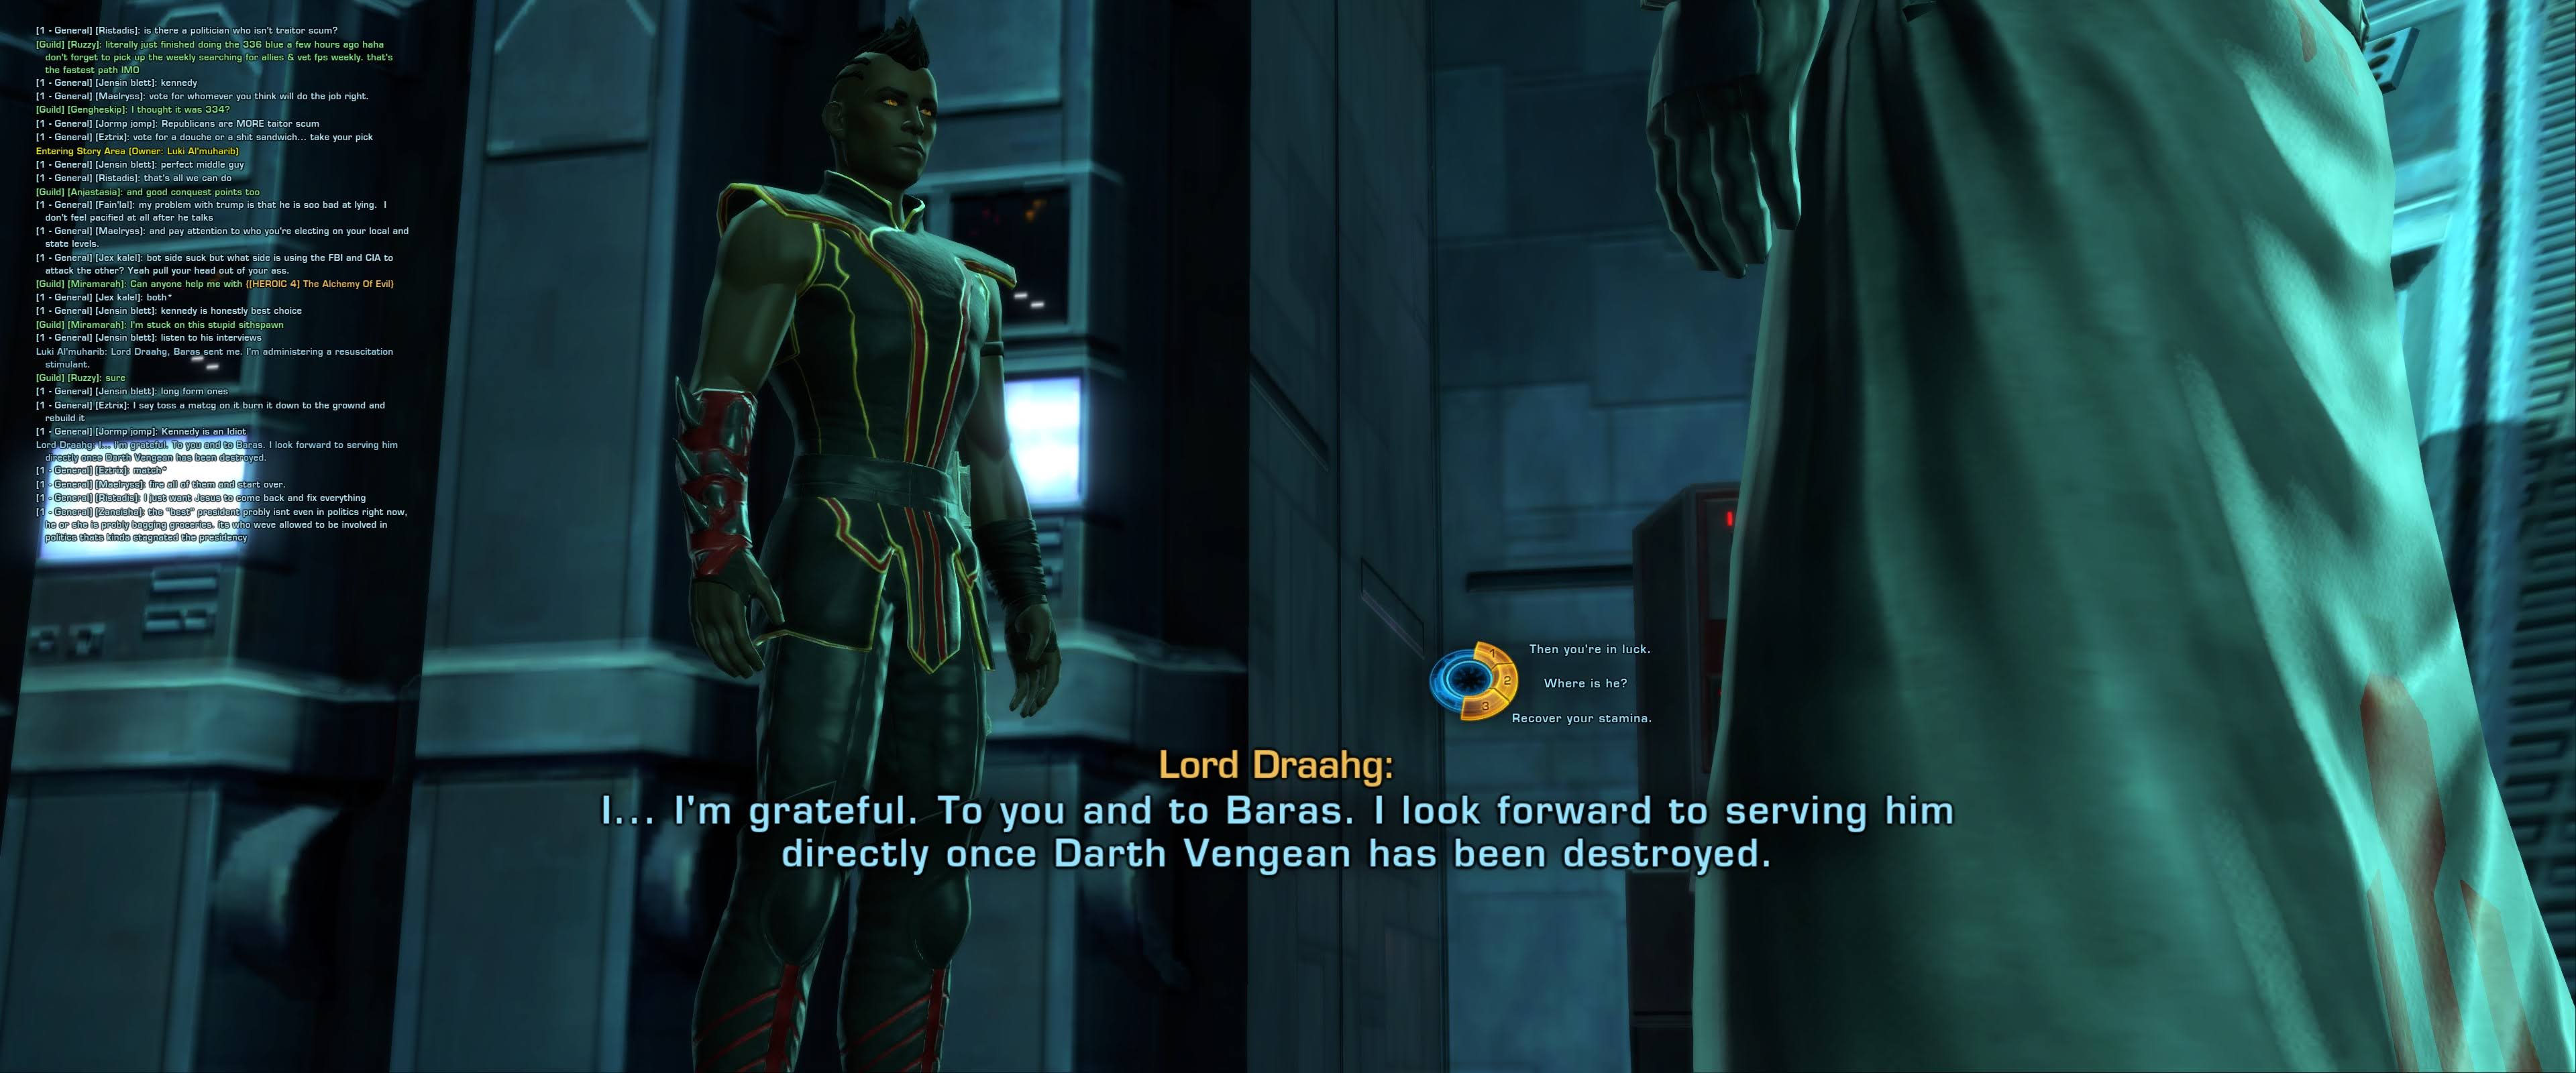 [1 - General] [Ristadis]: is there a politician who isn't traitor scum?
[Guild] [Ruzzy]: literally just finished doing the 336 blue a few hours ago haha
don't forget to pick up the weekly searching for allies & vet fps weekly. that's
the fastest path IMO
[1 - General] [Jensin blett]: kennedy
[1 - General] [Maelryss]: vote for whomever you think will do the job right.
[Guild] [Gengheskip]: I thought it was 334?
[1 - General] [Jormp jomp]: Republicans are MORE taitor scum
[1 - General] [Eztrix]: vote for a douche or a shit sandwich... take your pick
Entering Story Area [Owner: Luki Al'muharib]
[1 - General] [Jensin blett]: perfect middle guy
[1 - General] [Ristadis]: that's all we can do
[Guild] [Anjastasia]: and good conquest points too
[1 - General] [Fain'lal]: my problem with trump is that he is soo bad at lying.  I
don't feel pacified at all after he talks
[1 - General] [Maelryss]: and pay attention to who you're electing on your local and
state levels.
[1 - General] [Jex kalel]: bot side suck but what side is using the FBI and CIA to
attack the other? Yeah pull your head out of your ass.
[Guild] [Miramarah]: Can anyone help me with {[HEROIC 4] The Alchemy Of Evil}
[1 - General] [Jex kalel]: both*
[1 - General] [Jensin blett]: kennedy is honestly best choice
[Guild] [Miramarah]: I'm stuck on this stupid sithspawn
[1 - General] [Jensin blett]: listen to his interviews
Luki Al'muharib: Lord Draahg, Baras sent me. I'm administering a resuscitation
stimulant.
[Guild] [Ruzzy]: sure
[1 - General] [Jensin blett]: long form ones
[1 - General] [Eztrix]: I say toss a matcg on it burn it down to the grownd and
rebuild it
[1 - General] [Jormp jomp]: Kennedy is an Idiot
Lord Draahg: I... I'm grateful. To you and to Baras. I look forward to serving him
directly once Darth Vengean has been destroyed.
[1 - General] [Eztrix]: match*
[1 - General] [Maelryss]: fire all of them and start over.
[1 - General] [Ristadis]: I just want Jesus to come back and fix everything
[1 - General] [Zaneisha]: the "best" president probly isnt even in politics right now,
he or she is probly bagging groceries. its who weve allowed to be involved in
politics thats kinda stagnated the presidency
1 Then you're in luck.
2 Where is he?
3 Recover your stamina.
Lord Draahg:
I... I'm grateful. To you and to Baras. I look forward to serving him
directly once Darth Vengean has been destroyed.